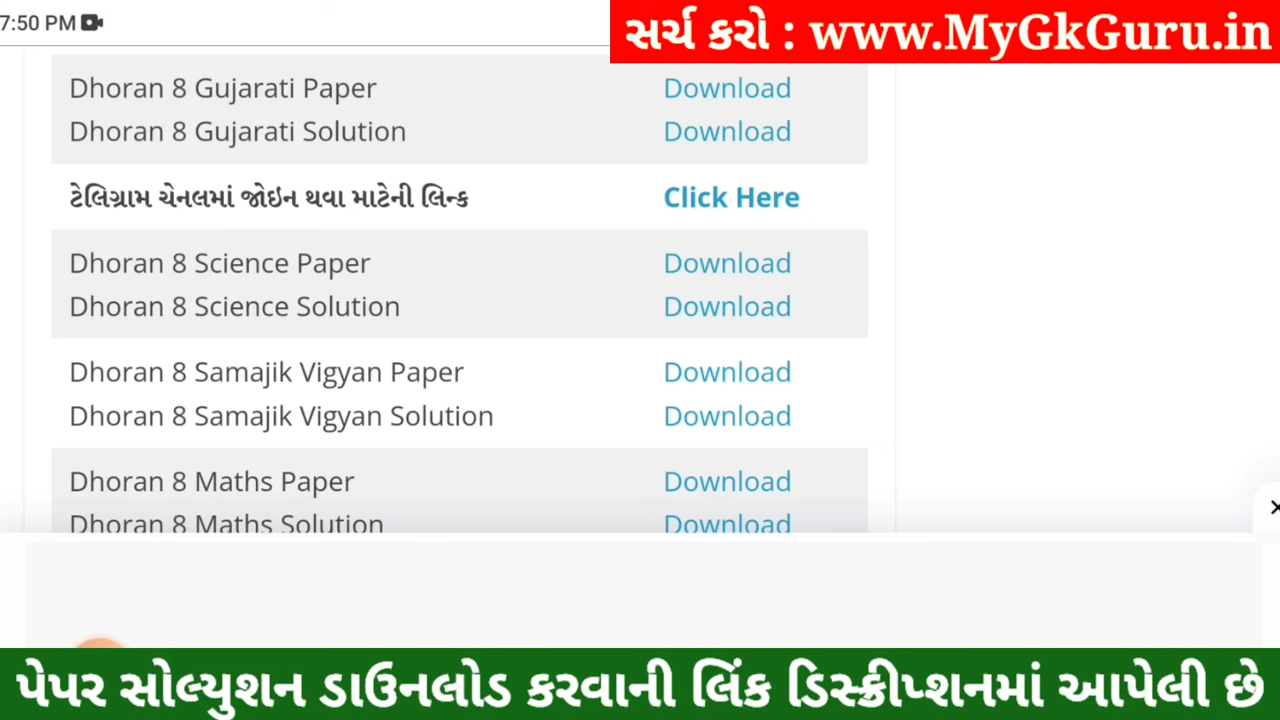 7:50 PM
સર્ચ કરો : www.MyGkGuru.in
Dhoran 8 Gujarati Paper Download
Dhoran 8 Gujarati Solution Download
ટેલિગ્રામ ચેનલમાં જોઇન થવા માટેની લિન્ક Click Here
Dhoran 8 Science Paper Download
Dhoran 8 Science Solution Download
Dhoran 8 Samajik Vigyan Paper Download
Dhoran 8 Samajik Vigyan Solution Download
Dhoran 8 Maths Paper Download
Dhoran 8 Maths Solution Download
પેપર સોલ્યુશન ડાઉનલોડ કરવાની લિંક ડિસ્ક્રીપ્શનમાં આપેલી છે